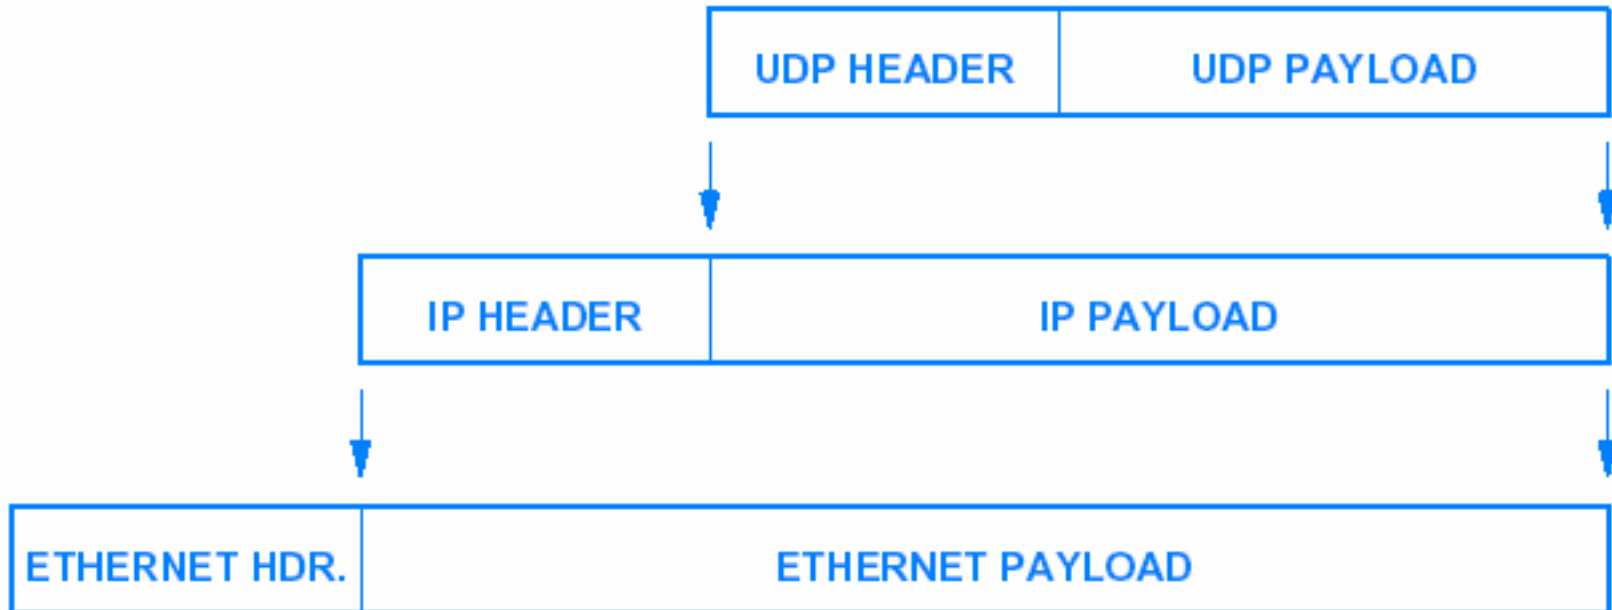 UDP HEADER UDP PAYLOAD
IP HEADER IP PAYLOAD
ETHERNET HDR. ETHERNET PAYLOAD